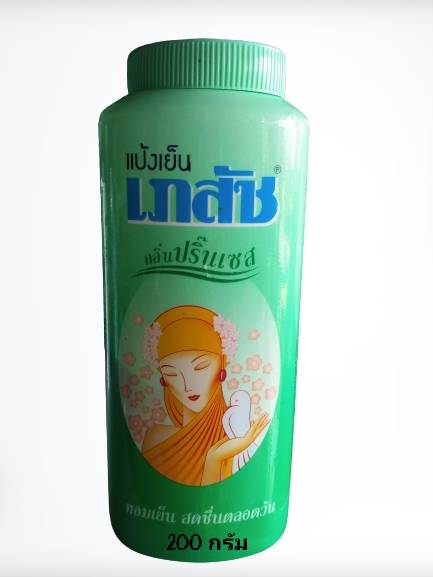 แป้งเย็น
เภสัช®
กลิ่นปริ๊นเซส
หอมเย็น สดชื่นตลอดวัน
200 กรัม